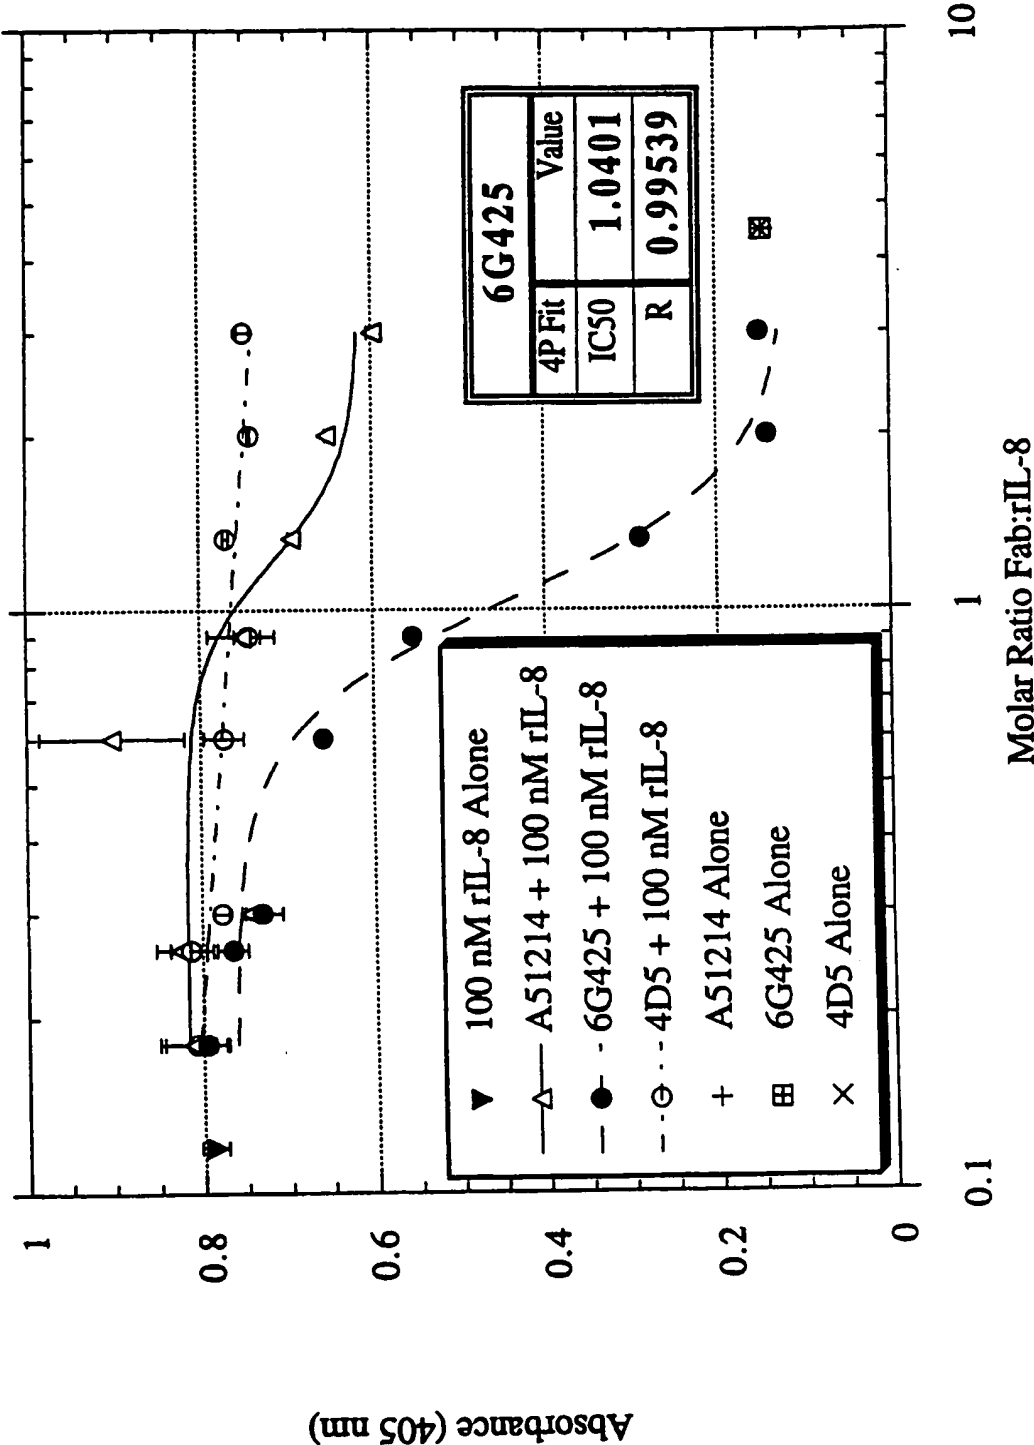 Absorbance (405 nm)
1
0.8
0.6
0.4
0.2
0
0.1
1
10
Molar Ratio Fab:rIL-8
100 nM rIL-8 Alone
A51214 + 100 nM rIL-8
6G425 + 100 nM rIL-8
4D5 + 100 nM rIL-8
A51214 Alone
6G425 Alone
4D5 Alone
6G425
4P Fit Value
IC50 1.0401
R 0.99539